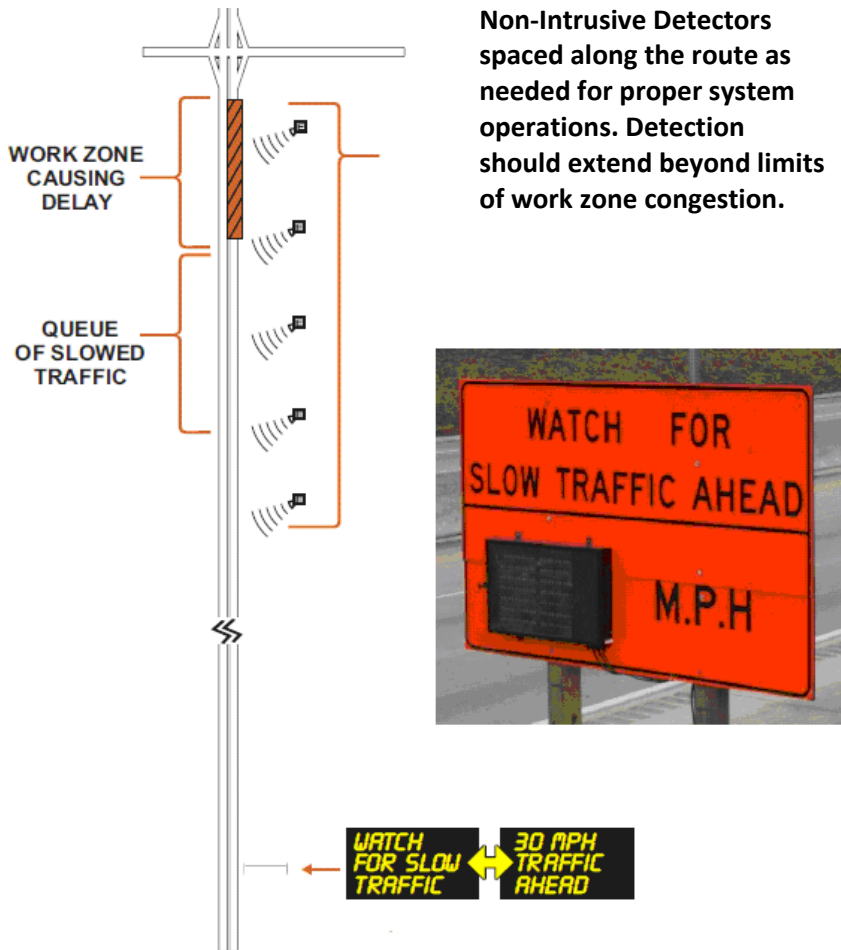 Non-Intrusive Detectors
spaced along the route as
needed for proper system
operations. Detection
should extend beyond limits
of work zone congestion.
WORK ZONE
CAUSING
DELAY
QUEUE
OF SLOWED
TRAFFIC
WATCH FOR
SLOW TRAFFIC AHEAD
M.P.H
WATCH
FOR SLOW
TRAFFIC
30 MPH
TRAFFIC
AHEAD